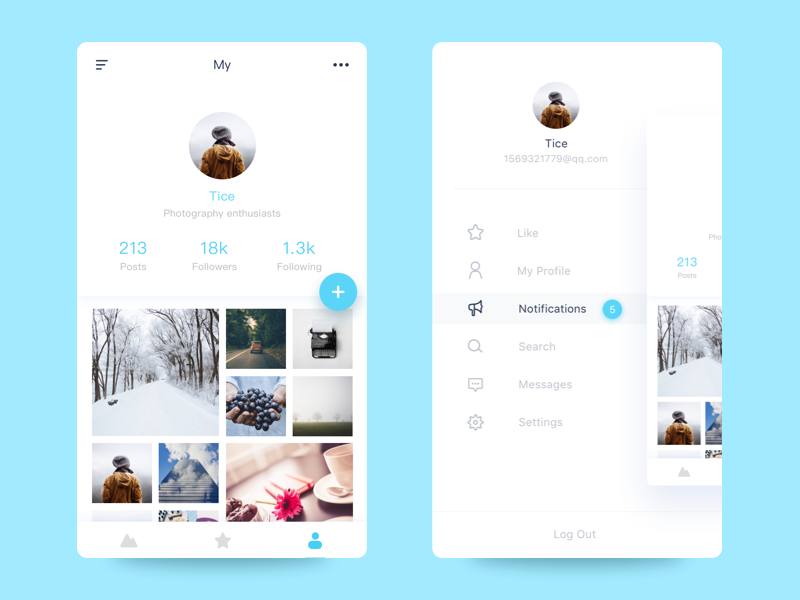 My
Tice
Photography enthusiasts
213
18k
1.3k
Posts
Followers
Following
+
Tice
1569321779@qq.com
Like
My Profile
Notifications
5
Search
Messages
Settings
Log Out
Pho
213
Posts